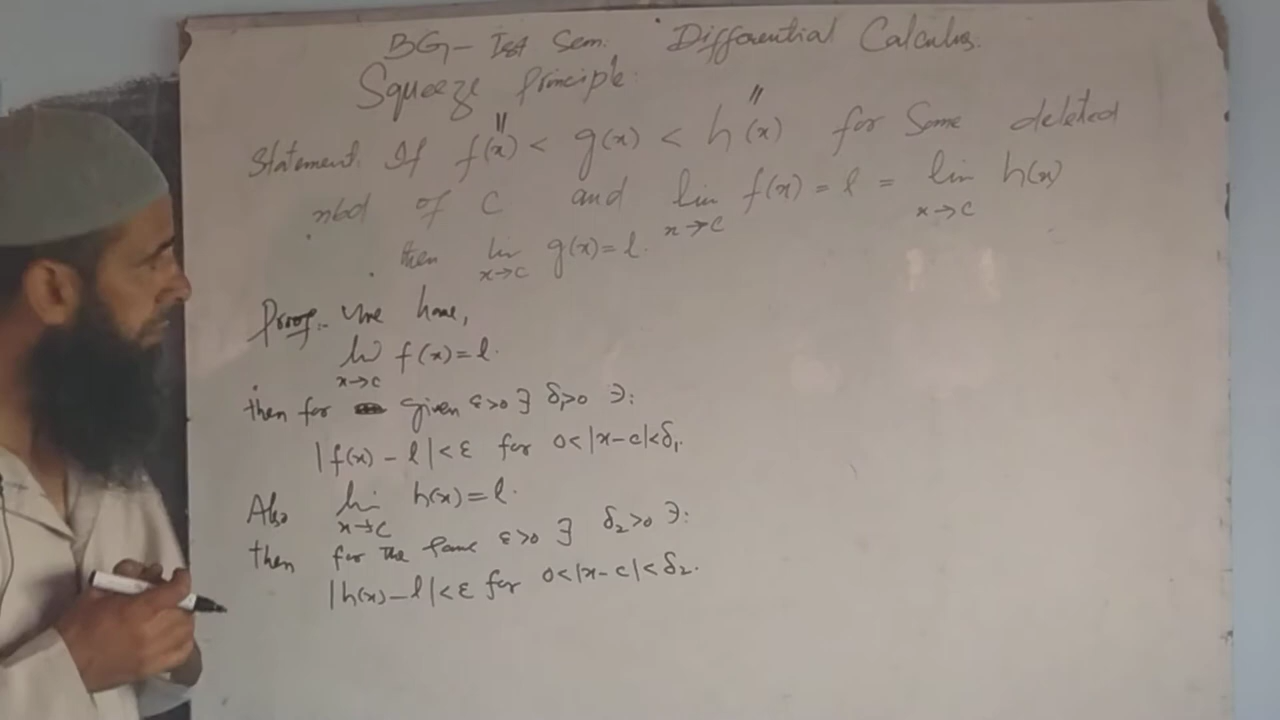 BG- Ist Sem. Differential Calculus.
Squeeze Principle.
Statement. If f(x) < g(x) < h(x) for some deleted
nbd of C and lim x→c f(x) = l = lim x→c h(x)
then lim x→c g(x) = l.
Proof:- We have,
lim x→c f(x) = l.
then for given ε>0 ∃ δ₁>0 ∋:
|f(x) - l| < ε for 0<|x-c|<δ₁.
Also lim x→c h(x) = l.
then for the same ε>0 ∃ δ₂>0 ∋:
|h(x) - l| < ε for 0<|x-c|<δ₂.